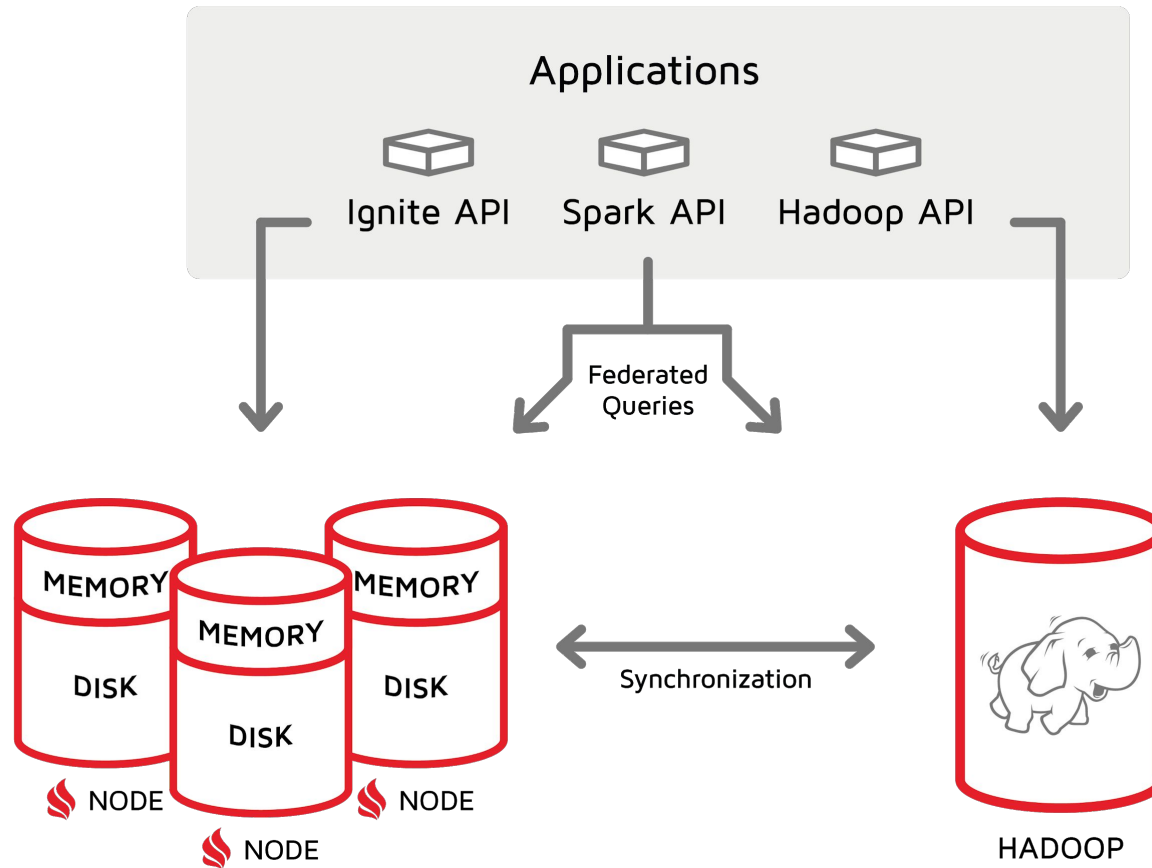 Applications
Ignite API
Spark API
Hadoop API
Federated
Queries
MEMORY
MEMORY
MEMORY
DISK
DISK
DISK
Synchronization
NODE
NODE
NODE
HADOOP